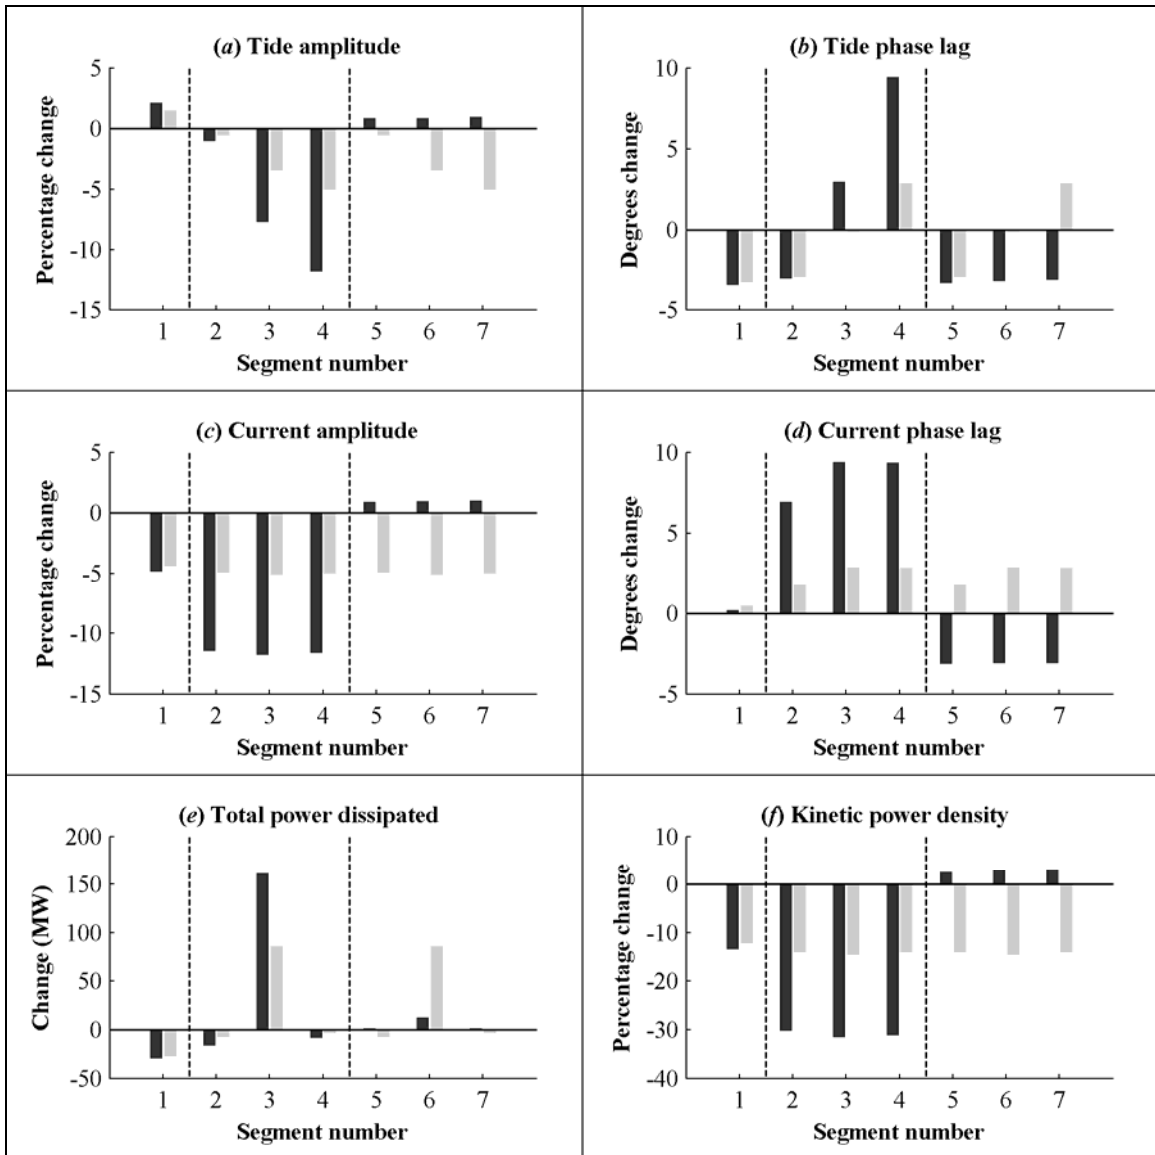 (a) Tide amplitude
Percentage change
5
0
-5
-10
-15
1 2 3 4 5 6 7
Segment number
(b) Tide phase lag
Degrees change
10
5
0
-5
1 2 3 4 5 6 7
Segment number
(c) Current amplitude
Percentage change
5
0
-5
-10
-15
1 2 3 4 5 6 7
Segment number
(d) Current phase lag
Degrees change
10
5
0
-5
1 2 3 4 5 6 7
Segment number
(e) Total power dissipated
Change (MW)
200
150
100
50
0
-50
1 2 3 4 5 6 7
Segment number
(f) Kinetic power density
Percentage change
10
0
-10
-20
-30
-40
1 2 3 4 5 6 7
Segment number